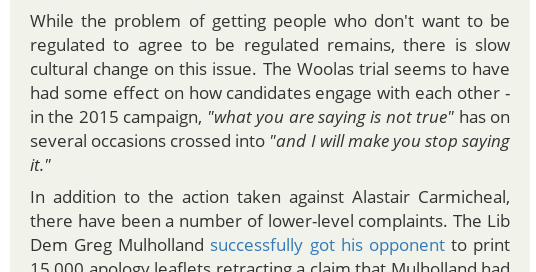 While the problem of getting people who don't want to be
regulated to agree to be regulated remains, there is slow
cultural change on this issue. The Woolas trial seems to have
had some effect on how candidates engage with each other -
in the 2015 campaign, "what you are saying is not true" has on
several occasions crossed into "and I will make you stop saying
it."
In addition to the action taken against Alastair Carmicheal,
there have been a number of lower-level complaints. The Lib
Dem Greg Mulholland successfully got his opponent to print
15,000 apology leaflets retracting a claim that Mulholland had